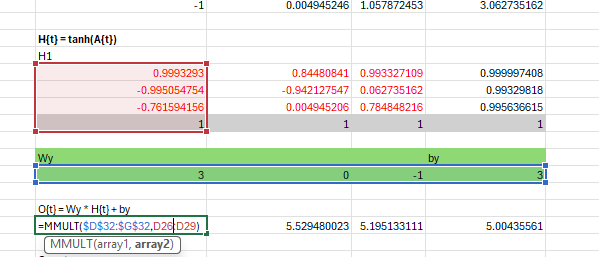 -1 0.004945246 1.057872453 3.062735162
H{t} = tanh(A{t})
H1
0.9993293 0.84480841 0.993327109 0.999997408
-0.995054754 -0.942127547 0.062735162 0.99329818
-0.761594156 0.004945206 0.784848216 0.995636615
1 1 1 1
Wy by
3 0 -1 3
O{t} = Wy * H{t} + by
=MMULT($D$32:$G$32,D26:D29) 5.529480023 5.195133111 5.00435561
MMULT(array1, array2)